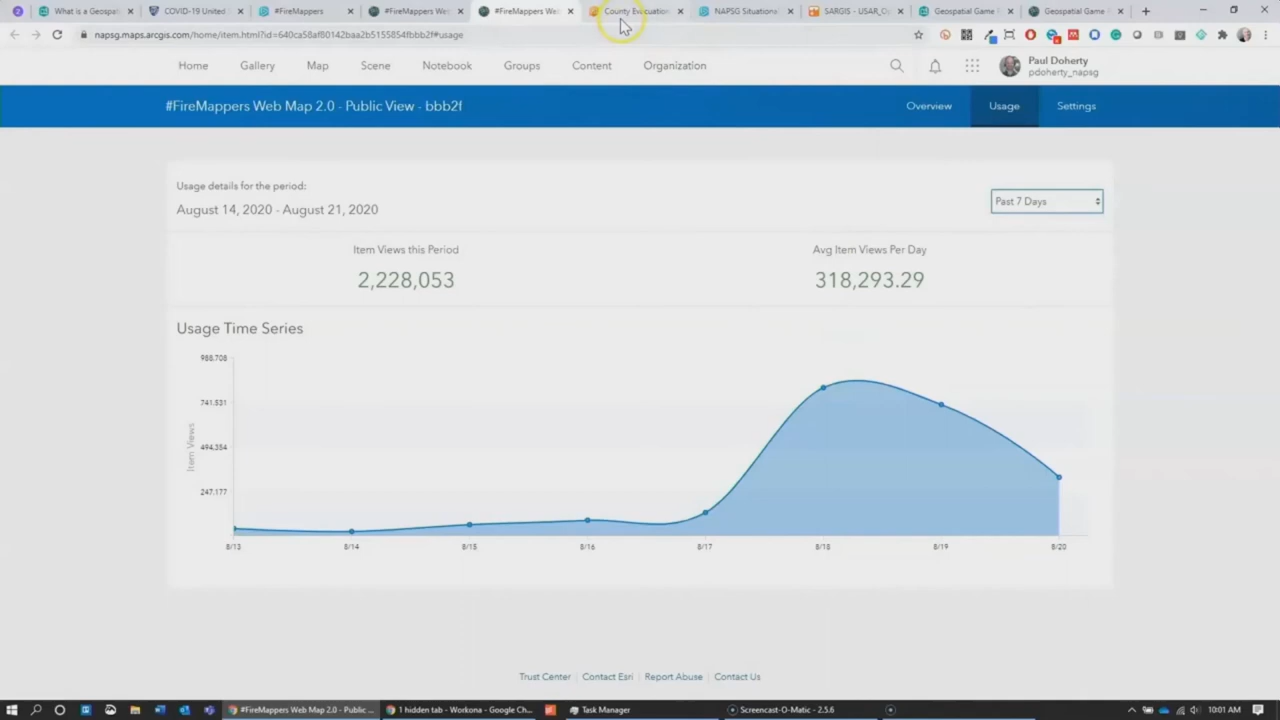 What is a Geospati
COVID-19 United
#FireMappers
#FireMappers We
#FireMappers We
County Evacuation
NAPSG Situational
SARGIS - USAR_O
Geospatial Game
Geospatial Game
napsg.maps.arcgis.com/home/item.html?id=640ca58af80142baa2b5155854fbbb2f#usage
Home Gallery Map Scene Notebook Groups Content Organization
Paul Doherty
pdoherty_napsg
#FireMappers Web Map 2.0 - Public View - bbb2f
Overview Usage Settings
Usage details for the period:
August 14, 2020 - August 21, 2020
Past 7 Days
Item Views this Period
2,228,053
Avg Item Views Per Day
318,293.29
Usage Time Series
988,708
741,531
494,354
247,177
Item Views
8/13 8/14 8/15 8/16 8/17 8/18 8/19 8/20
Trust Center Contact Esri Report Abuse Contact Us
#FireMappers Web Map 2.0 - Public ...
1 hidden tab - Workona - Google Ch...
Task Manager
Screencast-O-Matic - 2.5.6
10:01 AM